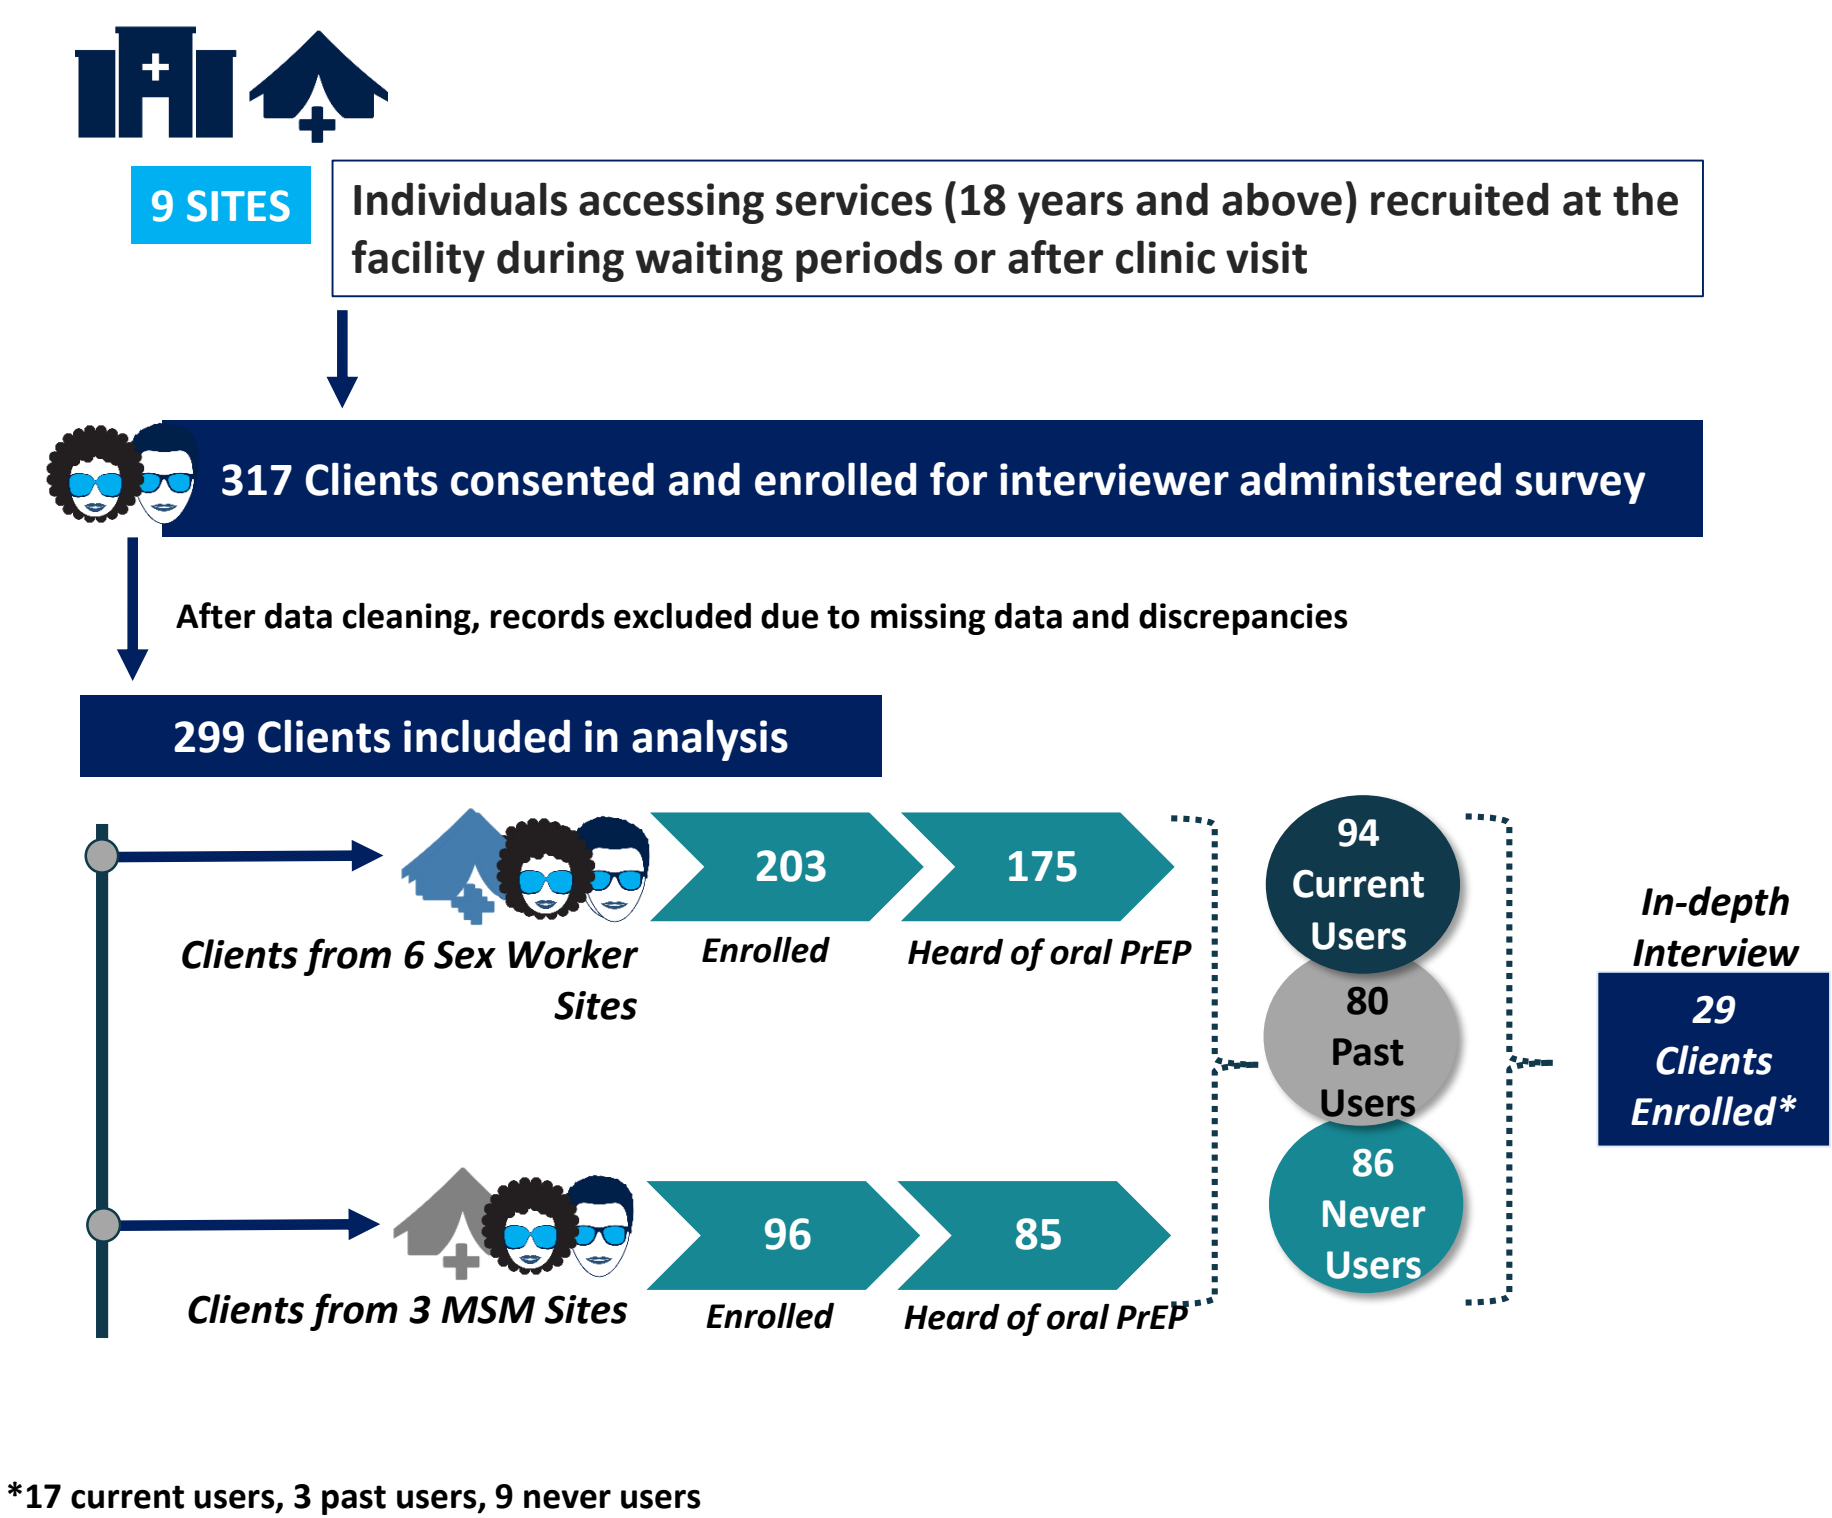 9 SITES
Individuals accessing services (18 years and above) recruited at the
facility during waiting periods or after clinic visit
317 Clients consented and enrolled for interviewer administered survey
After data cleaning, records excluded due to missing data and discrepancies
299 Clients included in analysis
Clients from 6 Sex Worker
Sites
203
Enrolled
175
Heard of oral PrEP
Clients from 3 MSM Sites
96
Enrolled
85
Heard of oral PrEP
94
Current
Users
80
Past
Users
86
Never
Users
In-depth
Interview
29
Clients
Enrolled*
*17 current users, 3 past users, 9 never users